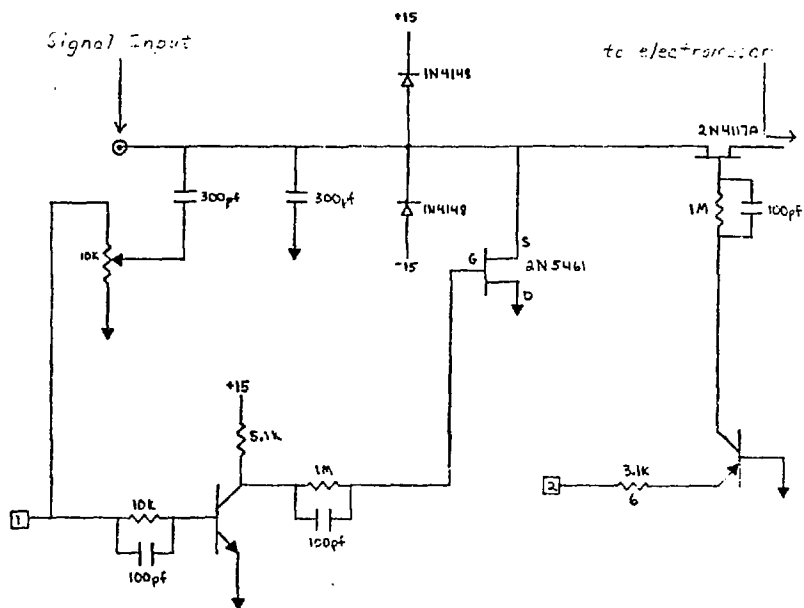 Signal Input
+15
to electrometer
1N4148
2N4117A
300pf
300pf
1N4148
1M
100pf
10K
-15
S
G
2N5461
D
+15
5.1K
1M
3.1K
2
6
1
10K
100pf
100pf